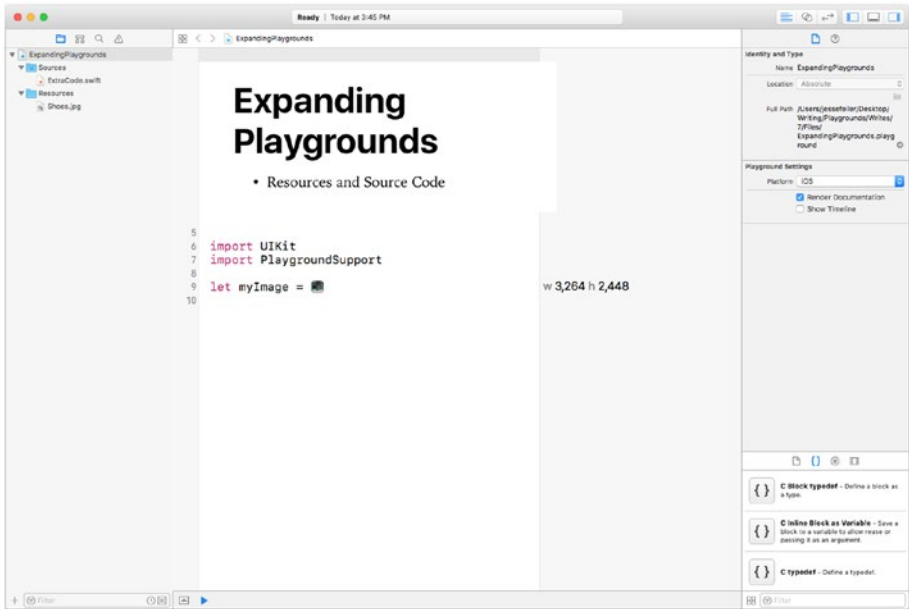 Ready | Today at 3:45 PM
ExpandingPlaygrounds
ExpandingPlaygrounds
Sources
ExtraCode.swift
Resources
Shoes.jpg
Expanding
Playgrounds
• Resources and Source Code
5
6 import UIKit
7 import PlaygroundSupport
8
9 let myImage =
10
w 3,264 h 2,448
Identity and Type
Name ExpandingPlaygrounds
Location Absolute
Full Path /Users/jessefeiler/Desktop/
Writing/Playgrounds/Writes/
7/Files/
ExpandingPlaygrounds.playg
round
Playground Settings
Platform iOS
Render Documentation
Show Timeline
{ } C Block typedef - Define a block as
a type.
{ } C Inline Block as Variable - Save a
block to a variable to allow reuse or
passing it as an argument.
{ } C typedef - Define a typedef.
Filter
Filter